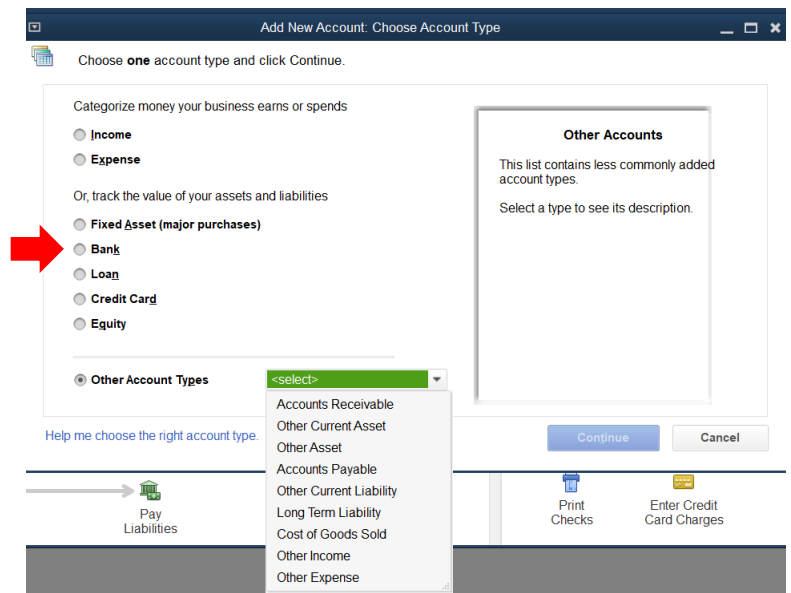 Add New Account: Choose Account Type
Choose one account type and click Continue.
Categorize money your business earns or spends
Income
Expense
Or, track the value of your assets and liabilities
Fixed Asset (major purchases)
Bank
Loan
Credit Card
Equity
Other Account Types
<select>
Accounts Receivable
Other Current Asset
Other Asset
Accounts Payable
Other Current Liability
Long Term Liability
Cost of Goods Sold
Other Income
Other Expense
Other Accounts
This list contains less commonly added
account types.
Select a type to see its description.
Help me choose the right account type.
Continue
Cancel
Pay
Liabilities
Print
Checks
Enter Credit
Card Charges